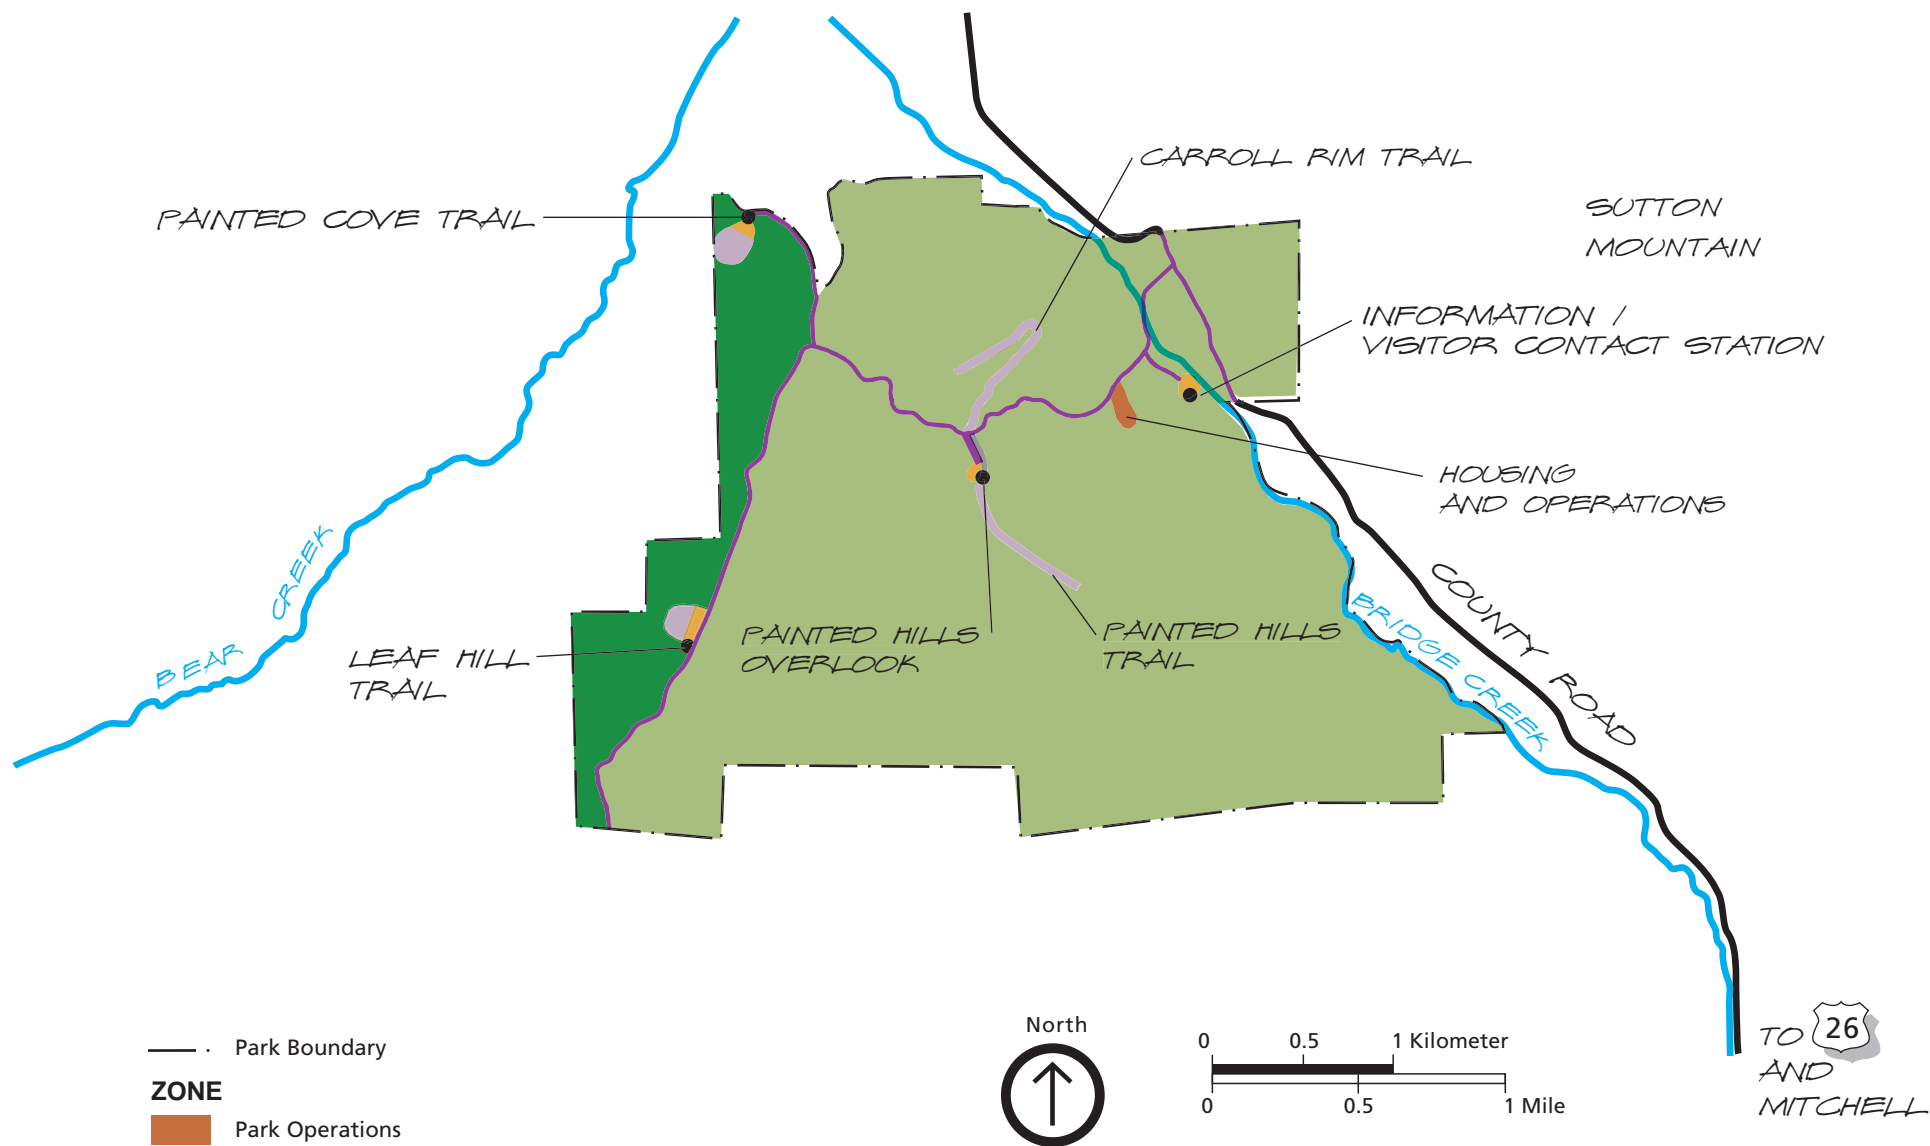 CARROLL RIM TRAIL
PAINTED COVE TRAIL
SUTTON
MOUNTAIN
INFORMATION /
VISITOR CONTACT STATION
HOUSING
AND OPERATIONS
BEAR CREEK
COUNTY ROAD
BRIDGE CREEK
LEAF HILL
TRAIL
PAINTED HILLS
OVERLOOK
PAINTED HILLS
TRAIL
North
0 0.5 1 Kilometer
0 0.5 1 Mile
TO 26
AND
MITCHELL
Park Boundary
ZONE
Park Operations